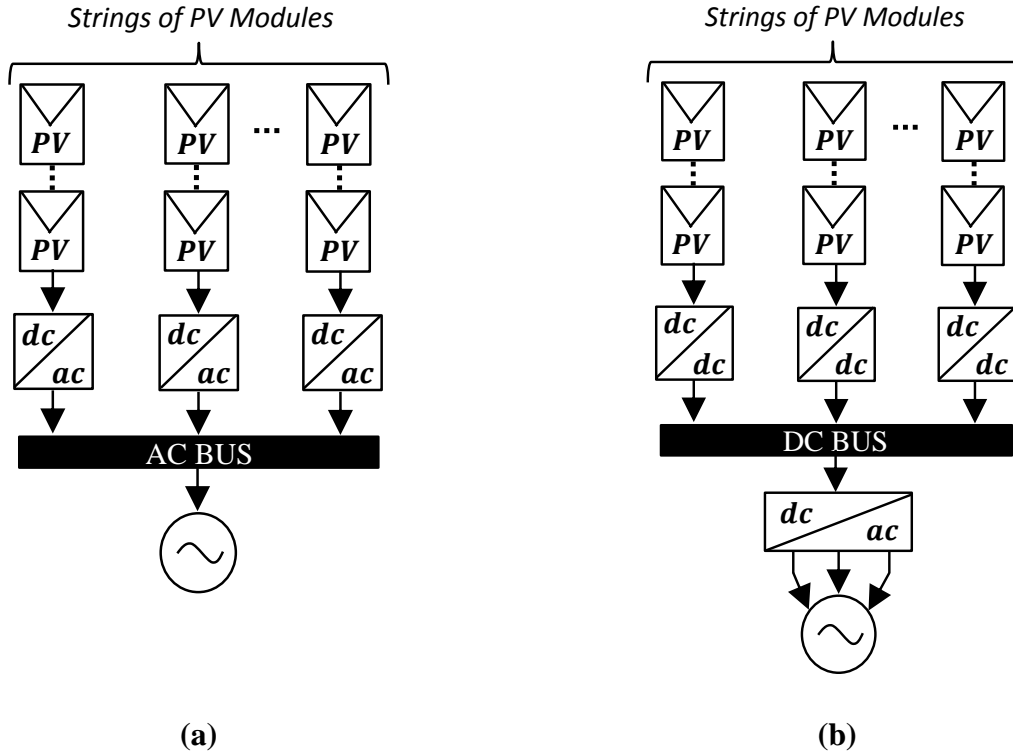 Strings of PV Modules
PV PV ... PV
PV PV PV
dc dc dc
ac ac ac
AC BUS
(a)
Strings of PV Modules
PV PV ... PV
PV PV PV
dc dc dc
dc dc dc
DC BUS
dc
ac
(b)